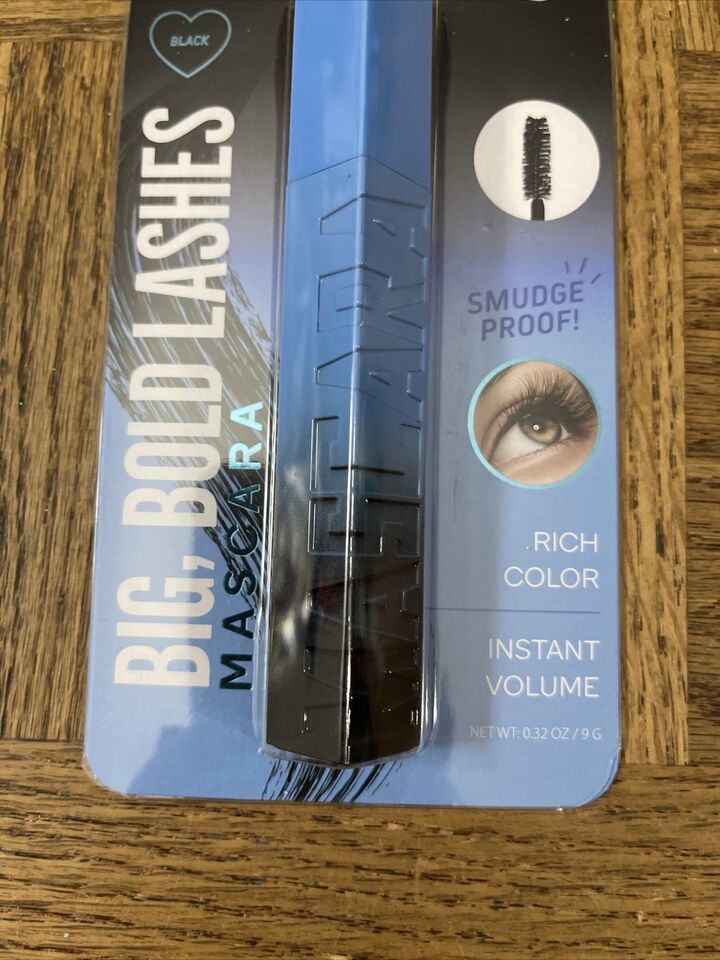 BLACK
BIG, BOLD LASHES
MASCARA
MASCARA
SMUDGE
PROOF!
RICH
COLOR
INSTANT
VOLUME
NET WT: 0.32 OZ / 9 G